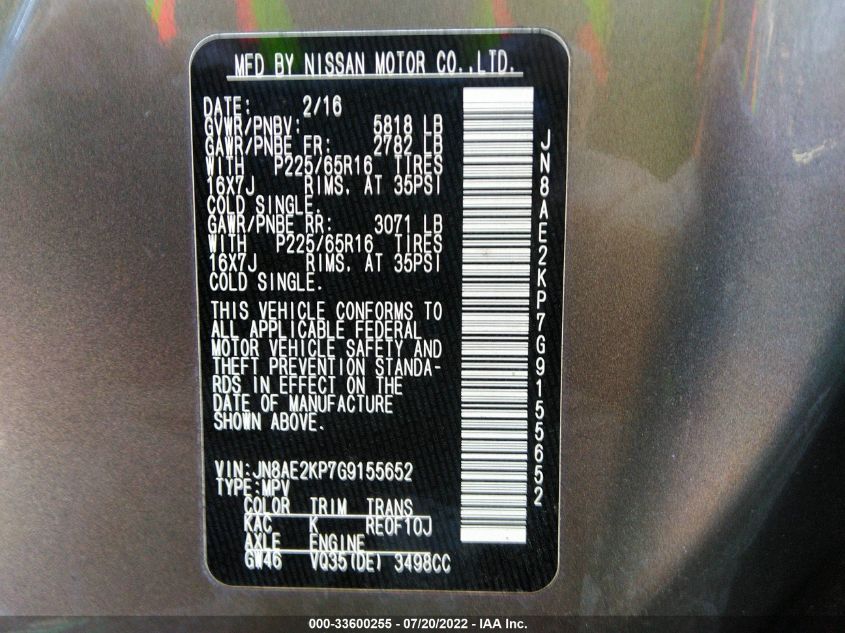 MFD BY NISSAN MOTOR CO.,LTD.
DATE: 2/16
GVWR/PNBV: 5818 LB
GAWR/PNBE FR: 2782 LB
WITH P225/65R16 TIRES
16X7J RIMS. AT 35PSI
COLD SINGLE.
GAWR/PNBE RR: 3071 LB
WITH P225/65R16 TIRES
16X7J RIMS. AT 35PSI
COLD SINGLE.
THIS VEHICLE CONFORMS TO
ALL APPLICABLE FEDERAL
MOTOR VEHICLE SAFETY AND
THEFT PREVENTION STANDA-
RDS IN EFFECT ON THE
DATE OF MANUFACTURE
SHOWN ABOVE.
VIN:JN8AE2KP7G9155652
TYPE:MPV
COLOR TRIM TRANS
KAC K RE0F10J
AXLE ENGINE
GW46 VQ35(DE) 3498CC
JN8AE2KP7G9155652
000-33600255 - 07/20/2022 - IAA Inc.